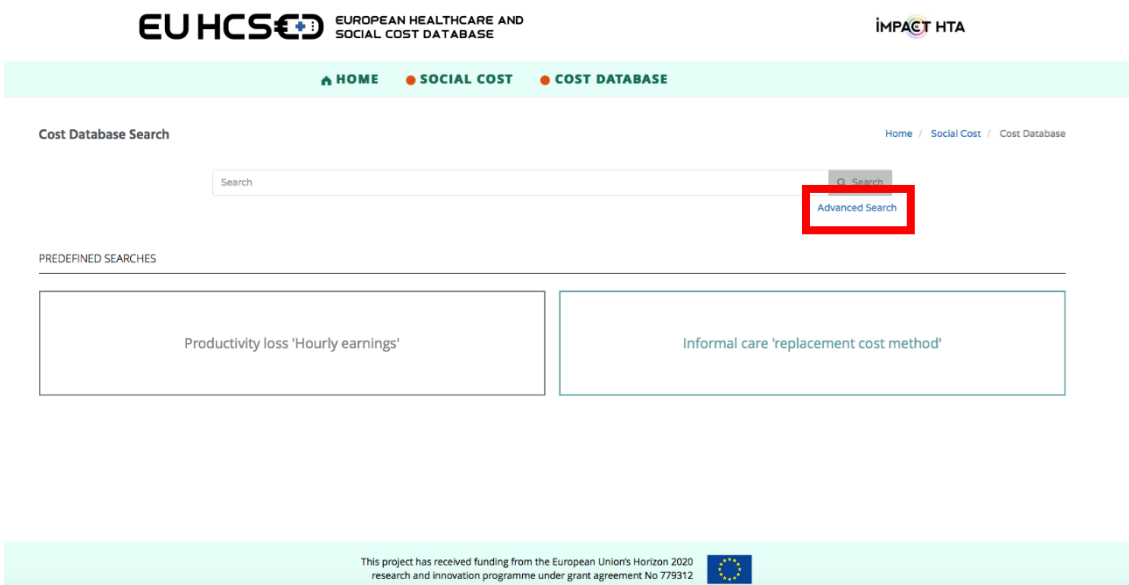 EU HCS€D EUROPEAN HEALTHCARE AND
SOCIAL COST DATABASE
iMPACT HTA
HOME SOCIAL COST COST DATABASE
Cost Database Search
Home / Social Cost / Cost Database
Search
Search
Advanced Search
PREDEFINED SEARCHES
Productivity loss 'Hourly earnings'
Informal care 'replacement cost method'
This project has received funding from the European Union's Horizon 2020
research and innovation programme under grant agreement No 779312